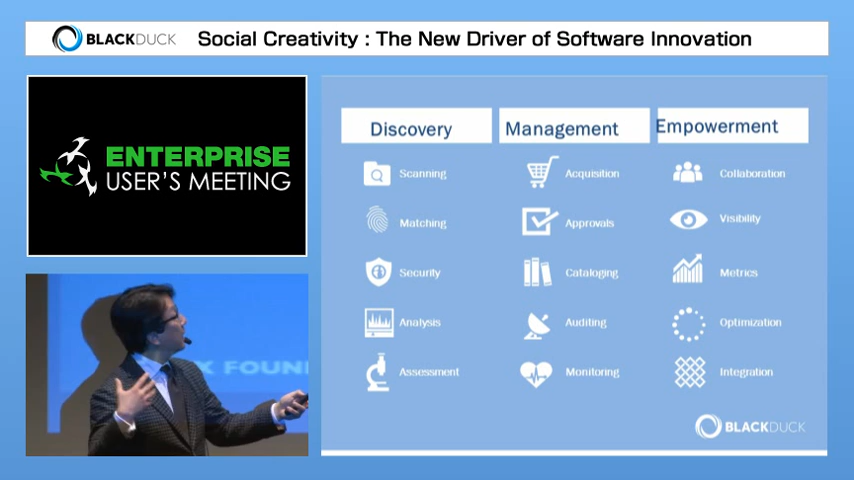 BLACKDUCK Social Creativity : The New Driver of Software Innovation
ENTERPRISE
USER'S MEETING
X FOUN
Discovery Management Empowerment
Scanning Acquisition Collaboration
Matching Approvals Visibility
Security Cataloging Metrics
Analysis Auditing Optimization
Assessment Monitoring Integration
BLACKDUCK